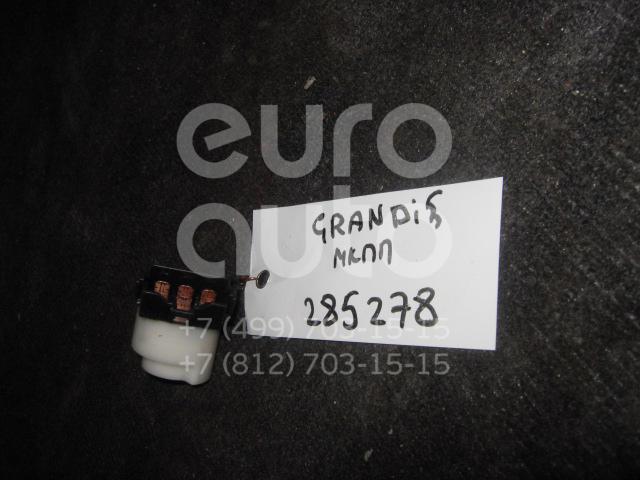 euro
auto
GRANDiS
МКПП
285278
+7 (499) 703-15-15
+7 (812) 703-15-15